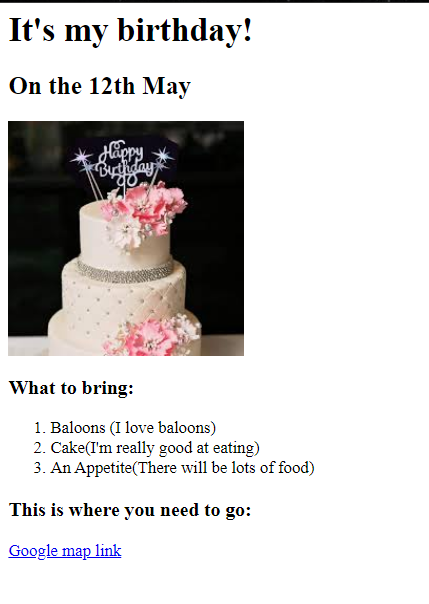 It's my birthday!
On the 12th May
Happy
Birthday
What to bring:
1. Baloons (I love baloons)
2. Cake(I'm really good at eating)
3. An Appetite(There will be lots of food)
This is where you need to go:
Google map link